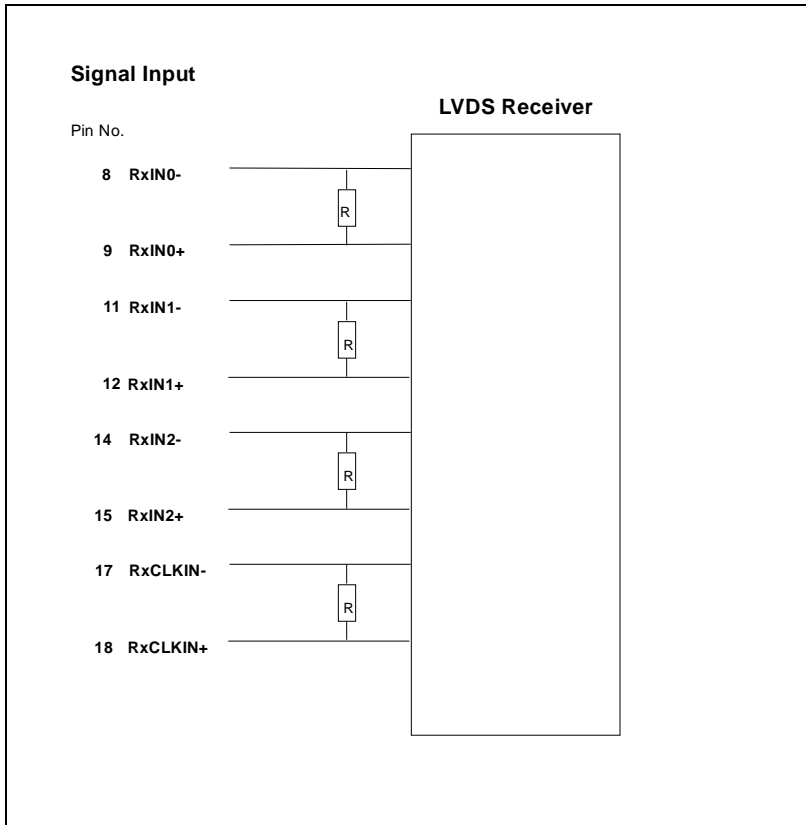 Signal Input
LVDS Receiver
Pin No.
8 RxIN0-
R
9 RxIN0+
11 RxIN1-
R
12 RxIN1+
14 RxIN2-
R
15 RxIN2+
17 RxCLKIN-
R
18 RxCLKIN+